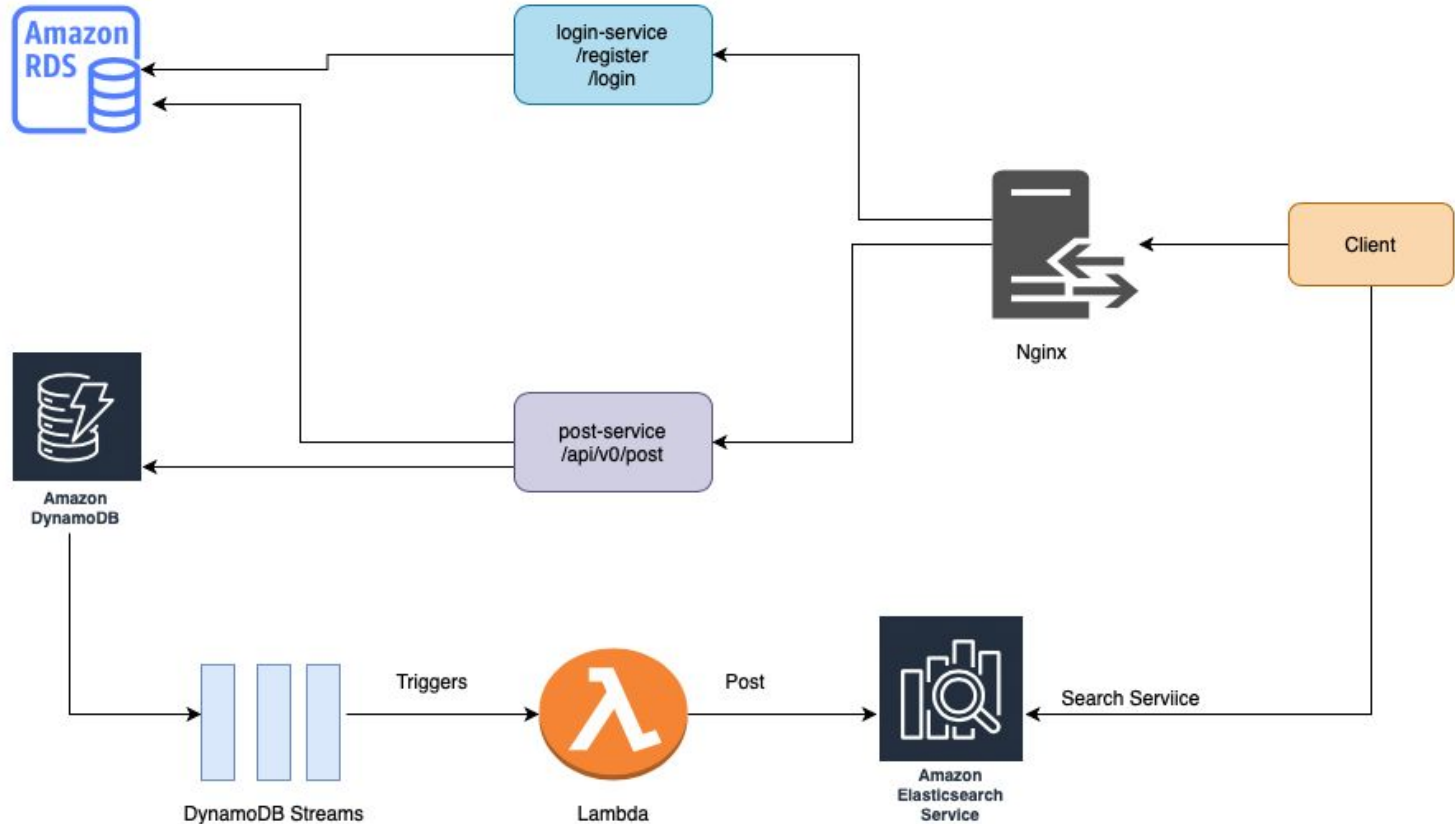 Amazon
RDS
login-service
/register
/login
Client
Nginx
post-service
/api/v0/post
Amazon
DynamoDB
Triggers
Post
Search Serviice
DynamoDB Streams
Lambda
Amazon
Elasticsearch
Service